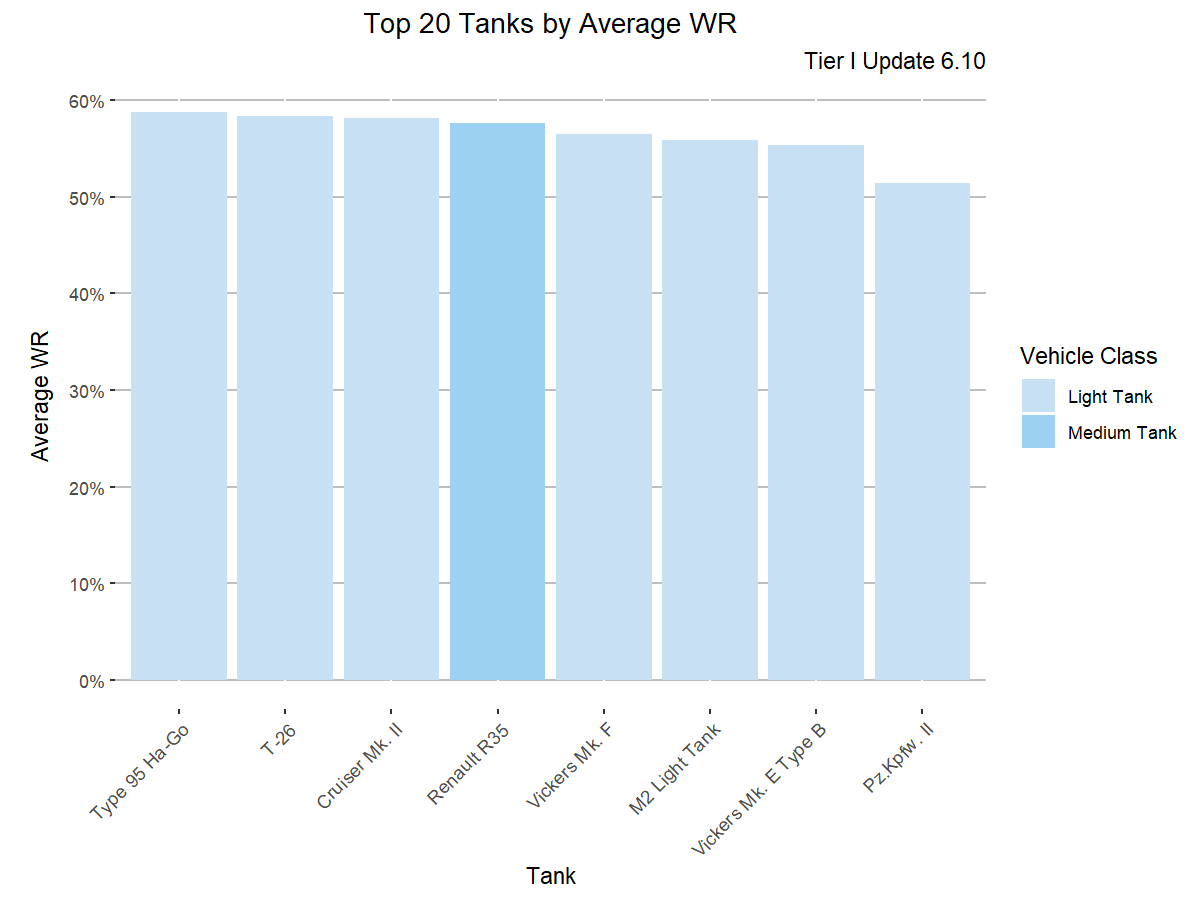 Top 20 Tanks by Average WR
Tier I Update 6.10
60%
50%
40%
30%
20%
10%
0%
Average WR
Type 95 Ha-Go
T-26
Cruiser Mk. II
Renault R35
Vickers Mk. F
M2 Light Tank
Vickers Mk. E Type B
Pz.Kpfw. II
Tank
Vehicle Class
Light Tank
Medium Tank